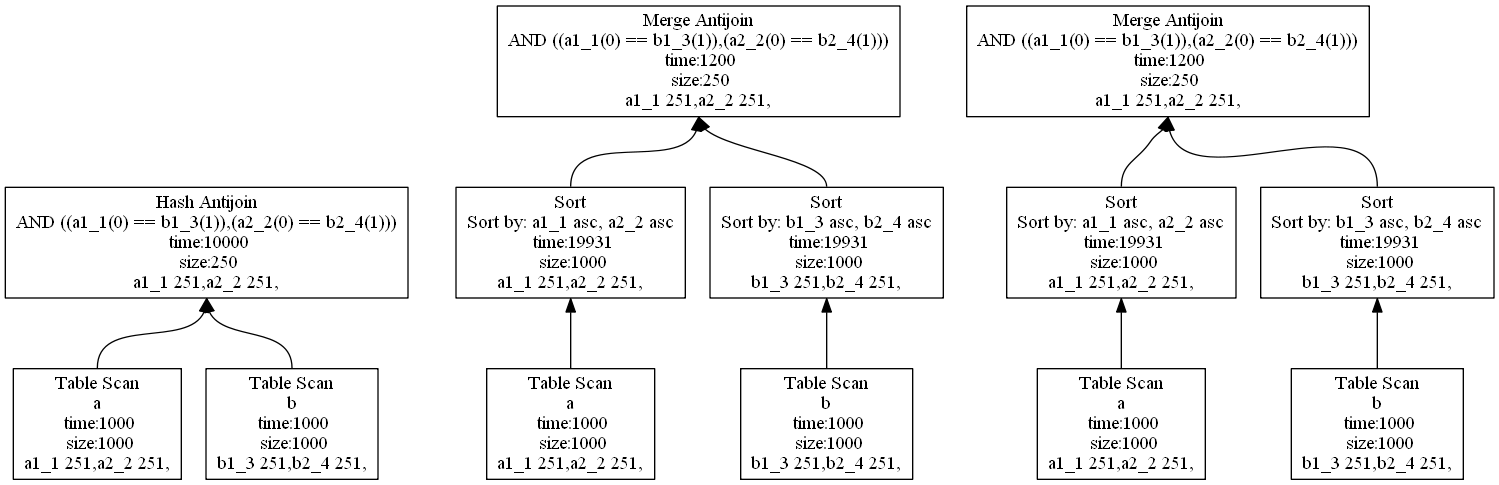 Merge Antijoin
AND ((a1_1(0) == b1_3(1)),(a2_2(0) == b2_4(1)))
time:1200
size:250
a1_1 251,a2_2 251,
Merge Antijoin
AND ((a1_1(0) == b1_3(1)),(a2_2(0) == b2_4(1)))
time:1200
size:250
a1_1 251,a2_2 251,
Hash Antijoin
AND ((a1_1(0) == b1_3(1)),(a2_2(0) == b2_4(1)))
time:10000
size:250
a1_1 251,a2_2 251,
Sort
Sort by: a1_1 asc, a2_2 asc
time:19931
size:1000
a1_1 251,a2_2 251,
Sort
Sort by: b1_3 asc, b2_4 asc
time:19931
size:1000
b1_3 251,b2_4 251,
Sort
Sort by: a1_1 asc, a2_2 asc
time:19931
size:1000
a1_1 251,a2_2 251,
Sort
Sort by: b1_3 asc, b2_4 asc
time:19931
size:1000
b1_3 251,b2_4 251,
Table Scan
a
time:1000
size:1000
a1_1 251,a2_2 251,
Table Scan
b
time:1000
size:1000
b1_3 251,b2_4 251,
Table Scan
a
time:1000
size:1000
a1_1 251,a2_2 251,
Table Scan
b
time:1000
size:1000
b1_3 251,b2_4 251,
Table Scan
a
time:1000
size:1000
a1_1 251,a2_2 251,
Table Scan
b
time:1000
size:1000
b1_3 251,b2_4 251,